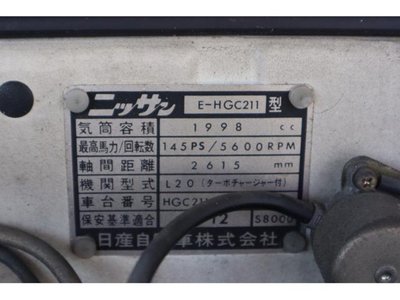 ニッサン E-HGC211 型
気筒容積 1998 cc
最高馬力/回転数 145PS/5600RPM
軸間距離 2615 mm
機関型式 L20 (ターボチャージャー付)
車台番号 HGC21
保安基準適合 12 S8000
日産自 車株式会社